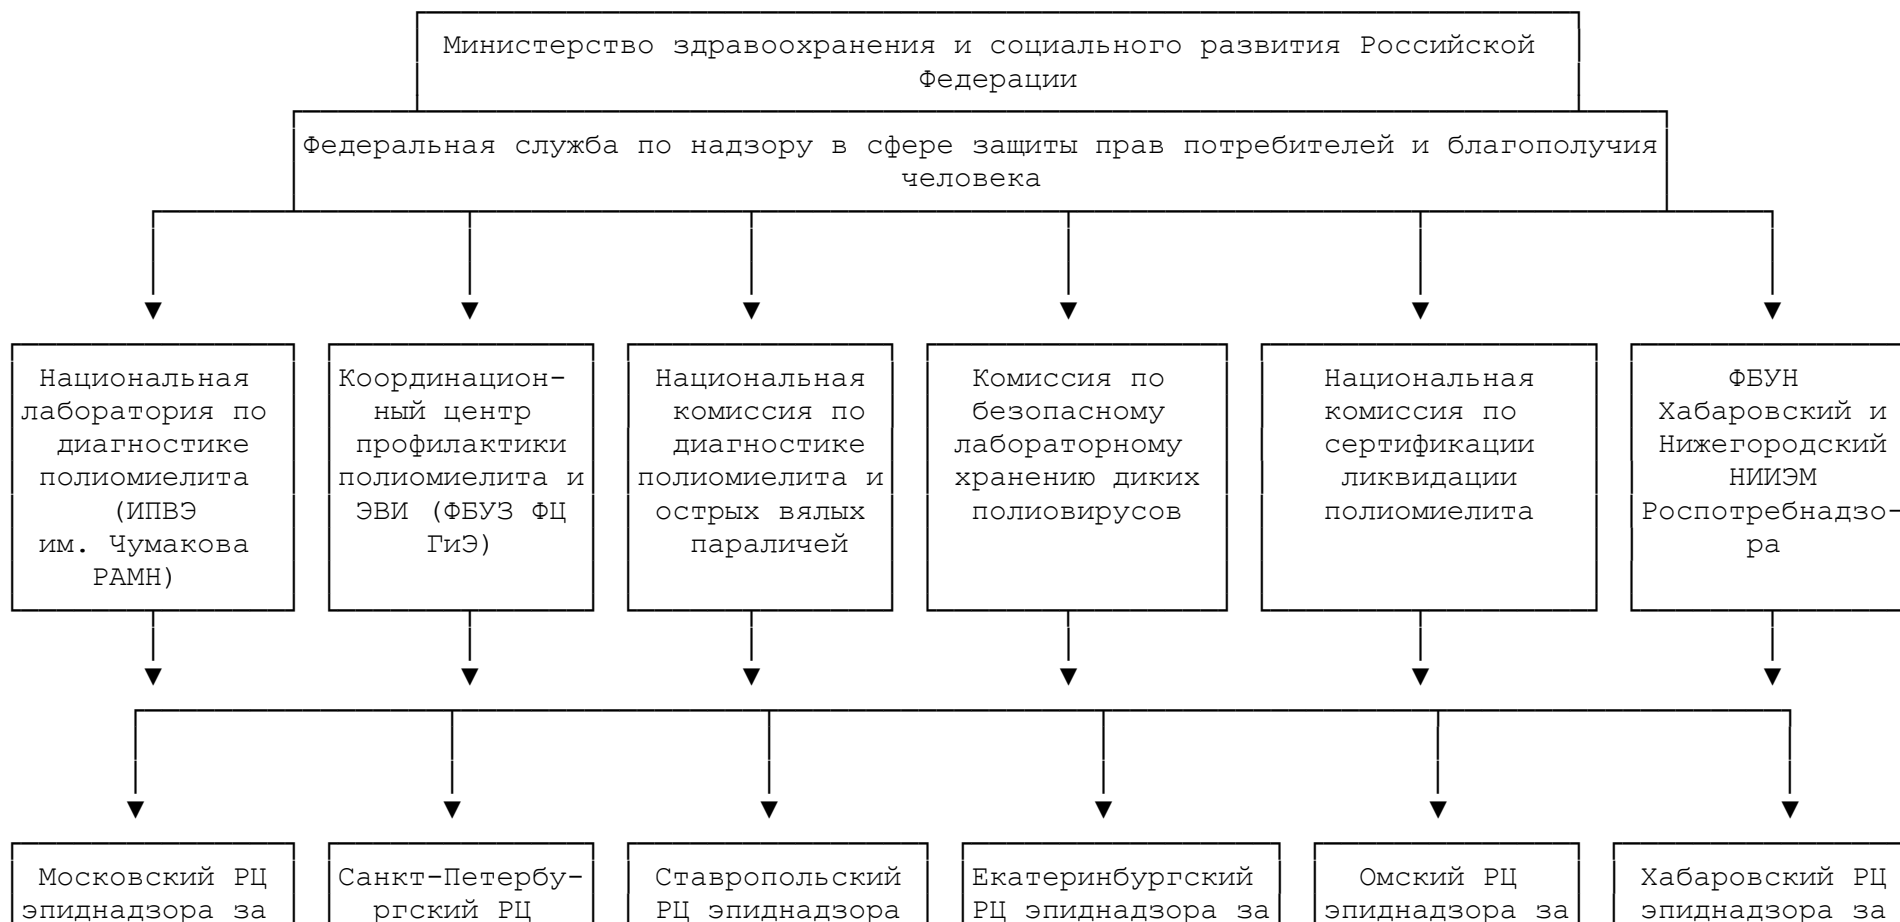 Министерство здравоохранения и социального развития Российской
Федерации
Федеральная служба по надзору в сфере защиты прав потребителей и благополучия
человека
Национальная
лаборатория по
диагностике
полиомиелита
(ИПВЭ
им. Чумакова
РАМН)
Координацион-
ный центр
профилактики
полиомиелита и
ЭВИ (ФБУЗ ФЦ
ГиЭ)
Национальная
комиссия по
диагностике
полиомиелита и
острых вялых
параличей
Комиссия по
безопасному
лабораторному
хранению диких
полиовирусов
Национальная
комиссия по
сертификации
ликвидации
полиомиелита
ФБУН
Хабаровский и
Нижегородский
НИИЭМ
Роспотребнадзо-
ра
Московский РЦ
эпиднадзора за
Санкт-Петербу-
ргский РЦ
Ставропольский
РЦ эпиднадзора
Екатеринбургский
РЦ эпиднадзора за
Омский РЦ
эпиднадзора за
Хабаровский РЦ
эпиднадзора за